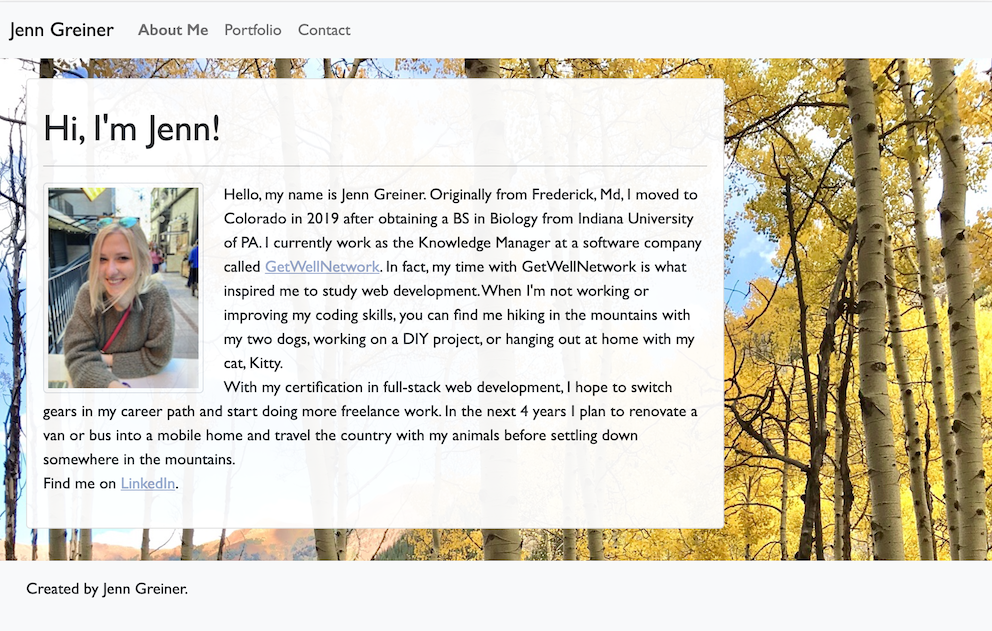 Jenn Greiner About Me Portfolio Contact
Hi, I'm Jenn!
Hello, my name is Jenn Greiner. Originally from Frederick, Md, I moved to
Colorado in 2019 after obtaining a BS in Biology from Indiana University
of PA. I currently work as the Knowledge Manager at a software company
called GetWellNetwork. In fact, my time with GetWellNetwork is what
inspired me to study web development. When I'm not working or
improving my coding skills, you can find me hiking in the mountains with
my two dogs, working on a DIY project, or hanging out at home with my
cat, Kitty.
With my certification in full-stack web development, I hope to switch
gears in my career path and start doing more freelance work. In the next 4 years I plan to renovate a
van or bus into a mobile home and travel the country with my animals before settling down
somewhere in the mountains.
Find me on LinkedIn.
Created by Jenn Greiner.